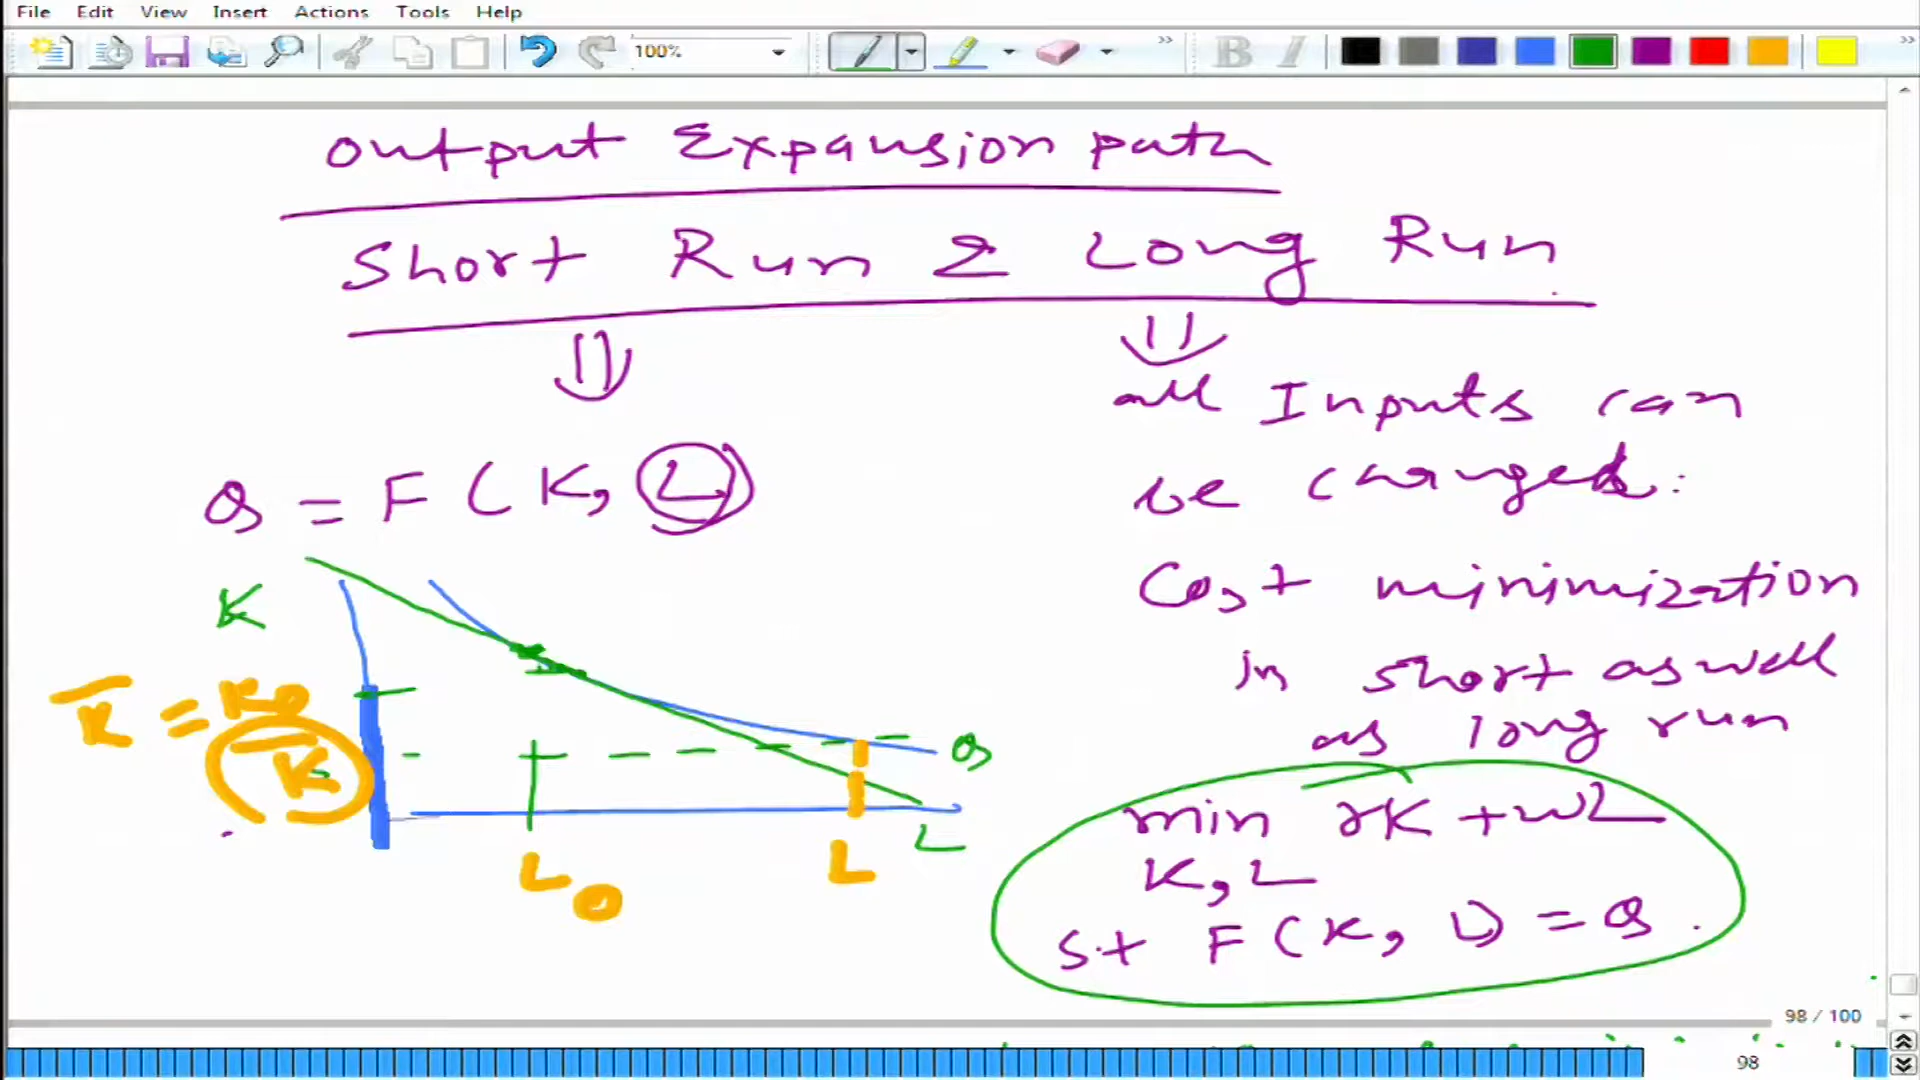 File Edit View Insert Actions Tools Help
100%
B I
output Expansion path
Short Run & Long Run
all Inputs can
be changed.
Q = F (K, L)
Cost minimization
in short as well
as long run
K
K̅ = K0
K̅
Q
L
L0
L
min rK + wL
K, L
s.t F (K, L) = Q.
98 / 100
98